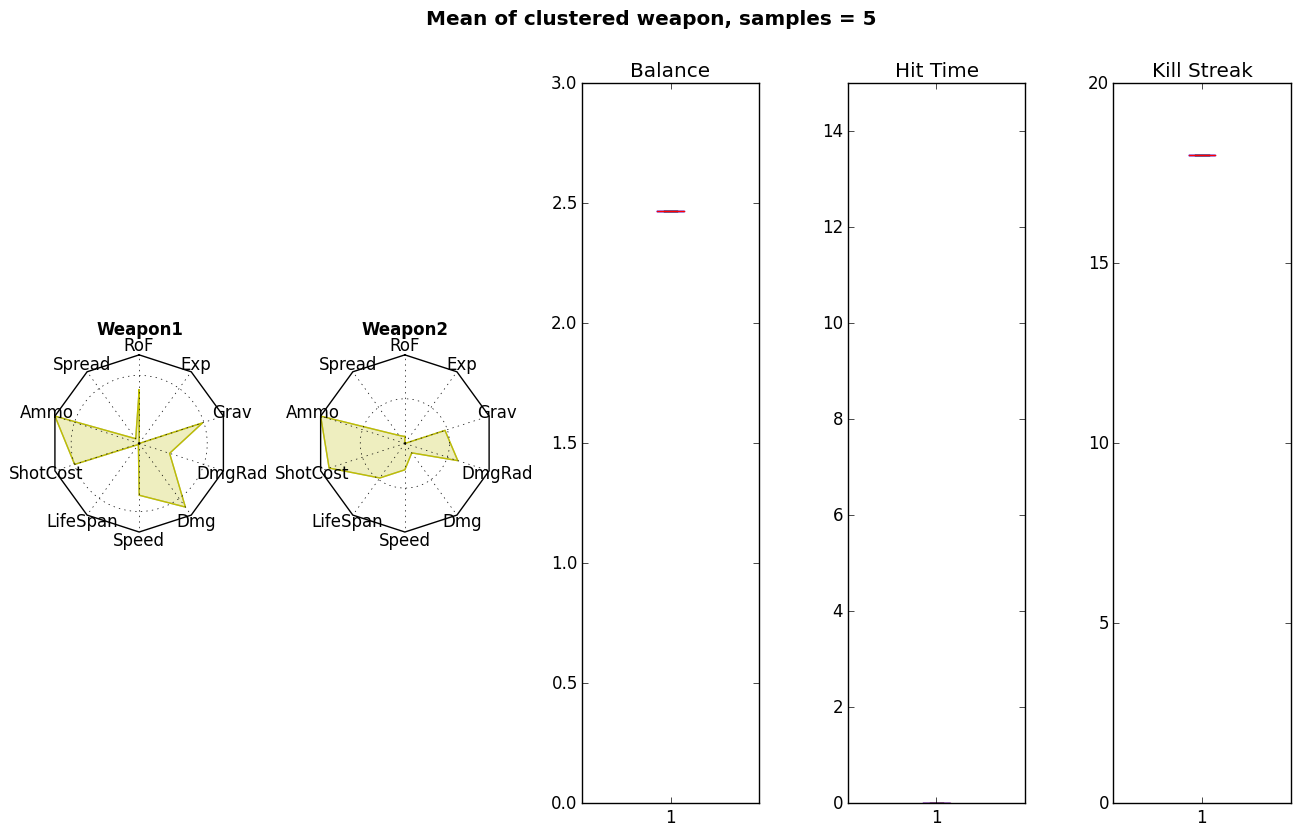 Mean of clustered weapon, samples = 5
Weapon1
RoF
Spread
Exp
Ammo
Grav
ShotCost
DmgRad
LifeSpan
Dmg
Speed
Weapon2
RoF
Spread
Exp
Ammo
Grav
ShotCost
DmgRad
LifeSpan
Dmg
Speed
Balance
3.0
2.5
2.0
1.5
1.0
0.5
0.0
1
Hit Time
14
12
10
8
6
4
2
0
1
Kill Streak
20
15
10
5
0
1